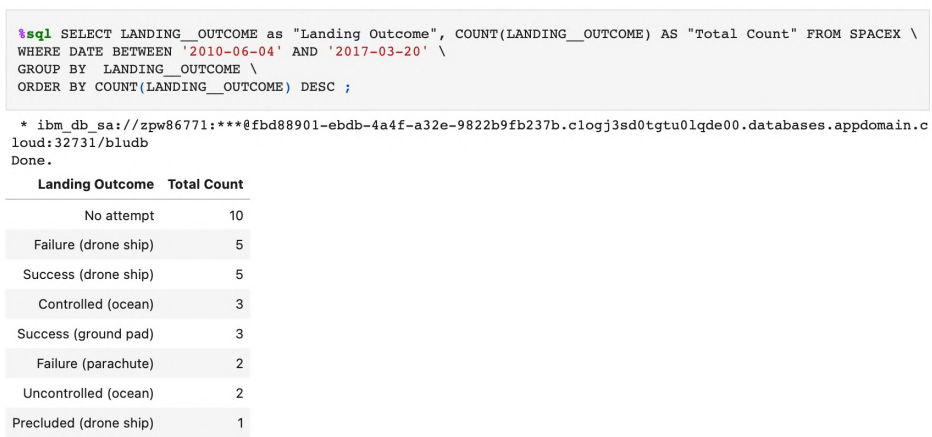 %sql SELECT LANDING__OUTCOME as "Landing Outcome", COUNT(LANDING__OUTCOME) AS "Total Count" FROM SPACEX \
WHERE DATE BETWEEN '2010-06-04' AND '2017-03-20' \
GROUP BY  LANDING__OUTCOME \
ORDER BY COUNT(LANDING__OUTCOME) DESC ;
* ibm_db_sa://zpw86771:***@fbd88901-ebdb-4a4f-a32e-9822b9fb237b.c1ogj3sd0tgtu0lqde00.databases.appdomain.c
loud:32731/bludb
Done.
Landing Outcome Total Count
No attempt 10
Failure (drone ship) 5
Success (drone ship) 5
Controlled (ocean) 3
Success (ground pad) 3
Failure (parachute) 2
Uncontrolled (ocean) 2
Precluded (drone ship) 1